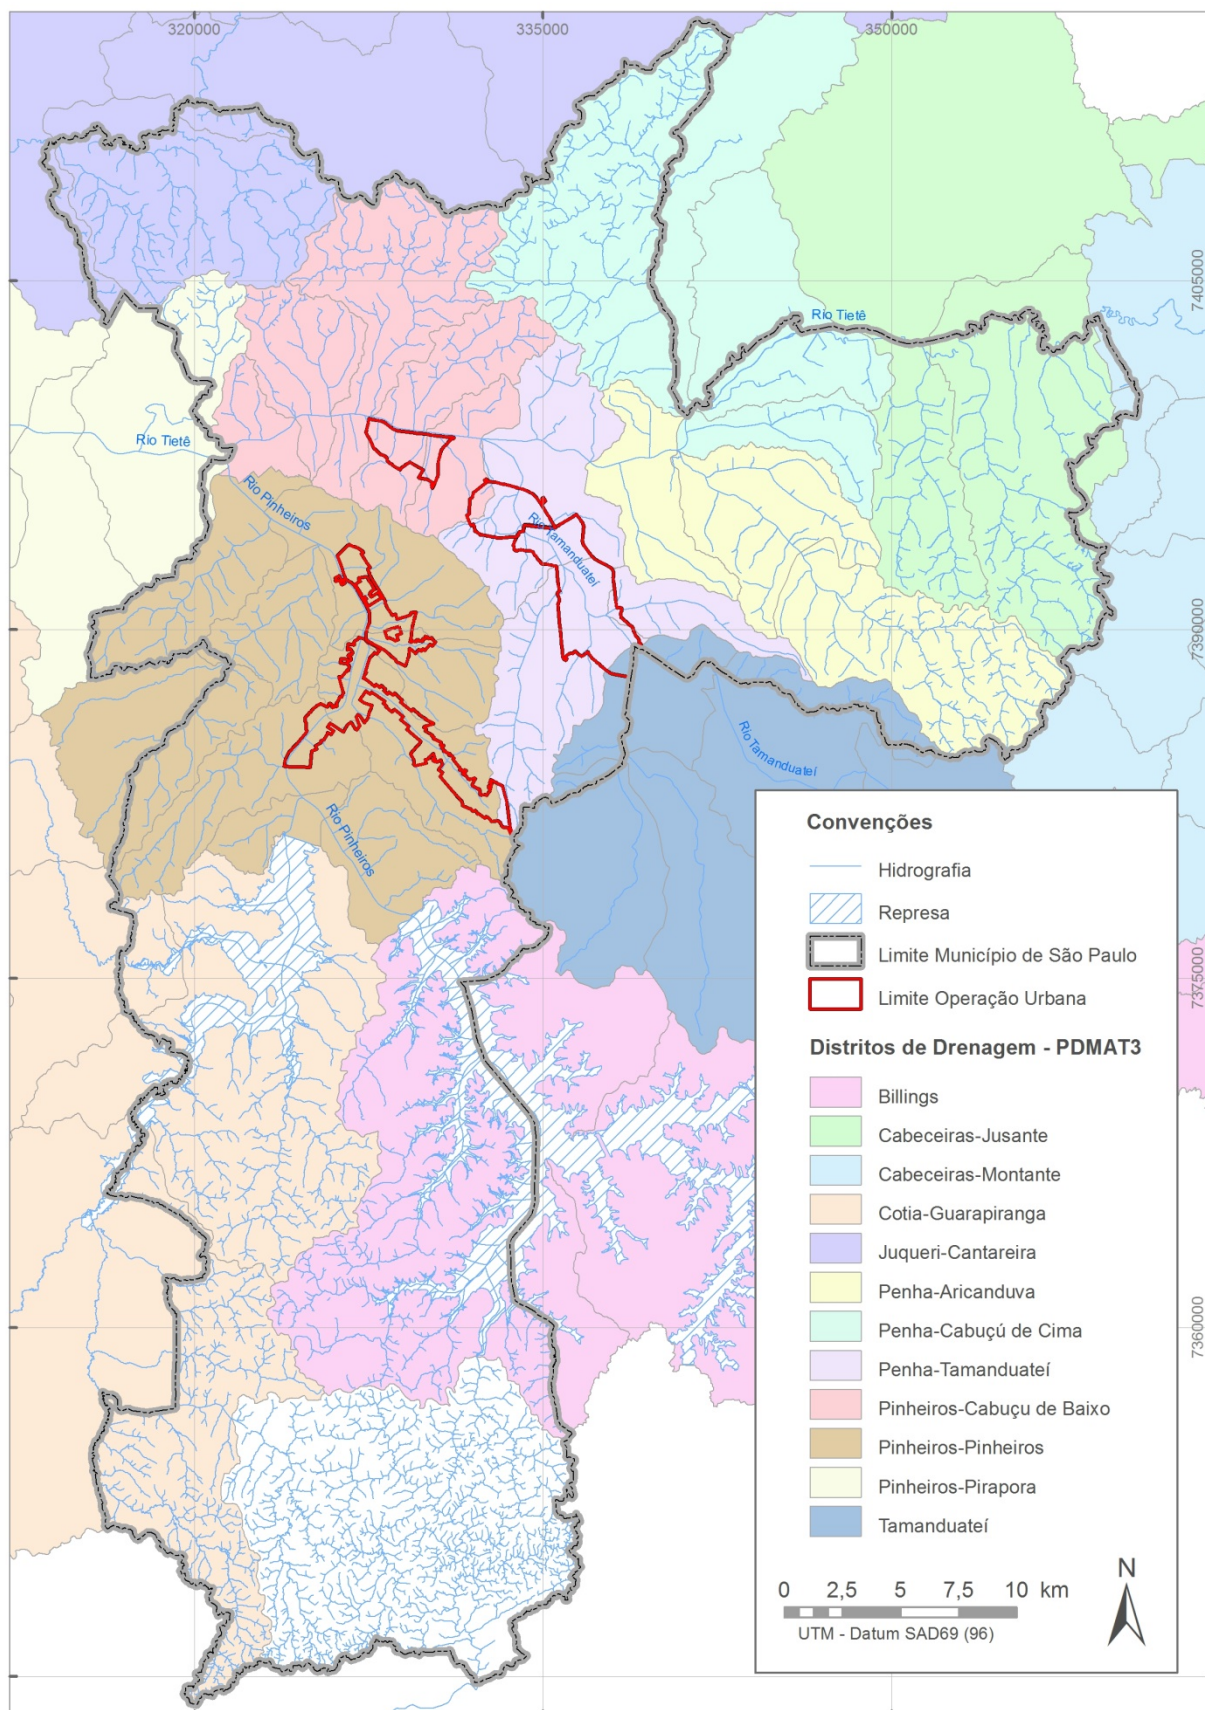 320000
335000
350000
7405000
Rio Tietê
Rio Tietê
Rio Pinheiros
Rio Tamanduateí
7390000
Rio Tamanduateí
Rio Pinheiros
Convenções
Hidrografia
Represa
Limite Município de São Paulo
Limite Operação Urbana
7375000
Distritos de Drenagem - PDMAT3
Billings
Cabeceiras-Jusante
Cabeceiras-Montante
Cotia-Guarapiranga
Juqueri-Cantareira
Penha-Aricanduva
Penha-Cabuçú de Cima
7360000
Penha-Tamanduateí
Pinheiros-Cabuçu de Baixo
Pinheiros-Pinheiros
Pinheiros-Pirapora
Tamanduateí
N
0 2,5 5 7,5 10 km
UTM - Datum SAD69 (96)